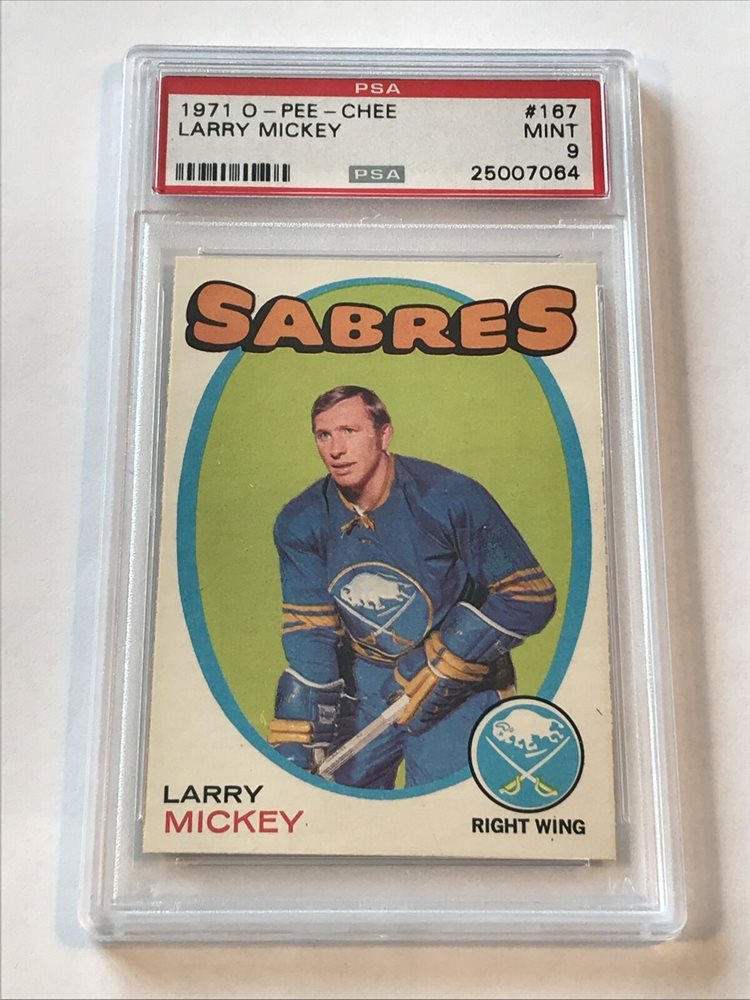 PSA
1971 O-PEE-CHEE #167
LARRY MICKEY MINT
9
PSA 25007064
SABRES
LARRY
MICKEY
RIGHT WING